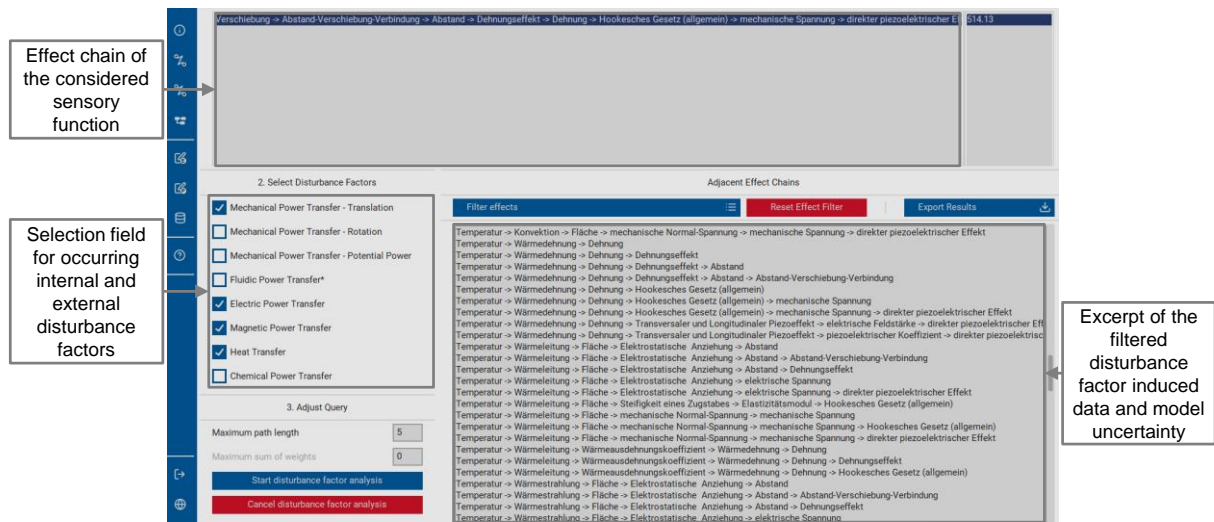 Verschiebung -> Abstand-Verschiebung-Verbindung -> Abstand -> Dehnungseffekt -> Dehnung -> Hookesches Gesetz (allgemein) -> mechanische Spannung -> direkter piezoelektrischer 514.13
Effect chain of
the considered
sensory
function
2. Select Disturbance Factors
Mechanical Power Transfer - Translation
Mechanical Power Transfer - Rotation
Mechanical Power Transfer - Potential Power
Fluidic Power Transfer*
Electric Power Transfer
Magnetic Power Transfer
Heat Transfer
Chemical Power Transfer
Selection field
for occurring
internal and
external
disturbance
factors
3. Adjust Query
Maximum path length 5
Maximum sum of weights 0
Start disturbance factor analysis
Cancel disturbance factor analysis
Adjacent Effect Chains
Filter effects
Reset Effect Filter
Export Results
Temperatur -> Konvektion -> Fläche -> mechanische Normal-Spannung -> mechanische Spannung -> direkter piezoelektrischer Effekt
Temperatur -> Wärmedehnung -> Dehnung
Temperatur -> Wärmedehnung -> Dehnung -> Dehnungseffekt
Temperatur -> Wärmedehnung -> Dehnung -> Dehnungseffekt -> Abstand
Temperatur -> Wärmedehnung -> Dehnung -> Dehnungseffekt -> Abstand -> Abstand-Verschiebung-Verbindung
Temperatur -> Wärmedehnung -> Dehnung -> Hookesches Gesetz (allgemein)
Temperatur -> Wärmedehnung -> Dehnung -> Hookesches Gesetz (allgemein) -> mechanische Spannung
Temperatur -> Wärmedehnung -> Dehnung -> Hookesches Gesetz (allgemein) -> mechanische Spannung -> direkter piezoelektrischer Effekt
Temperatur -> Wärmedehnung -> Dehnung -> Transversaler und Longitudinaler Piezoeffekt -> elektrische Feldstärke -> direkter piezoelektrischer Eff
Temperatur -> Wärmedehnung -> Dehnung -> Transversaler und Longitudinaler Piezoeffekt -> piezoelektrischer Koeffizient -> direkter piezoelektrisc
Temperatur -> Wärmeleitung -> Fläche -> Elektrostatische Anziehung -> Abstand
Temperatur -> Wärmeleitung -> Fläche -> Elektrostatische Anziehung -> Abstand -> Abstand-Verschiebung-Verbindung
Temperatur -> Wärmeleitung -> Fläche -> Elektrostatische Anziehung -> Abstand -> Dehnungseffekt
Temperatur -> Wärmeleitung -> Fläche -> Elektrostatische Anziehung -> elektrische Spannung
Temperatur -> Wärmeleitung -> Fläche -> Elektrostatische Anziehung -> elektrische Spannung -> direkter piezoelektrischer Effekt
Temperatur -> Wärmeleitung -> Fläche -> Steifigkeit eines Zugstabes -> Elastizitätsmodul -> Hookesches Gesetz (allgemein)
Temperatur -> Wärmeleitung -> Fläche -> mechanische Normal-Spannung -> mechanische Spannung
Temperatur -> Wärmeleitung -> Fläche -> mechanische Normal-Spannung -> mechanische Spannung -> Hookesches Gesetz (allgemein)
Temperatur -> Wärmeleitung -> Fläche -> mechanische Normal-Spannung -> mechanische Spannung -> direkter piezoelektrischer Effekt
Temperatur -> Wärmeleitung -> Wärmeausdehnungskoeffizient -> Wärmedehnung -> Dehnung
Temperatur -> Wärmeleitung -> Wärmeausdehnungskoeffizient -> Wärmedehnung -> Dehnung -> Dehnungseffekt
Temperatur -> Wärmeleitung -> Wärmeausdehnungskoeffizient -> Wärmedehnung -> Dehnung -> Hookesches Gesetz (allgemein)
Temperatur -> Wärmestrahlung -> Fläche -> Elektrostatische Anziehung -> Abstand
Temperatur -> Wärmestrahlung -> Fläche -> Elektrostatische Anziehung -> Abstand -> Abstand-Verschiebung-Verbindung
Temperatur -> Wärmestrahlung -> Fläche -> Elektrostatische Anziehung -> Abstand -> Dehnungseffekt
Temperatur -> Wärmestrahlung -> Fläche -> Elektrostatische Anziehung -> elektrische Spannung
Excerpt of the
filtered
disturbance
factor induced
data and model
uncertainty